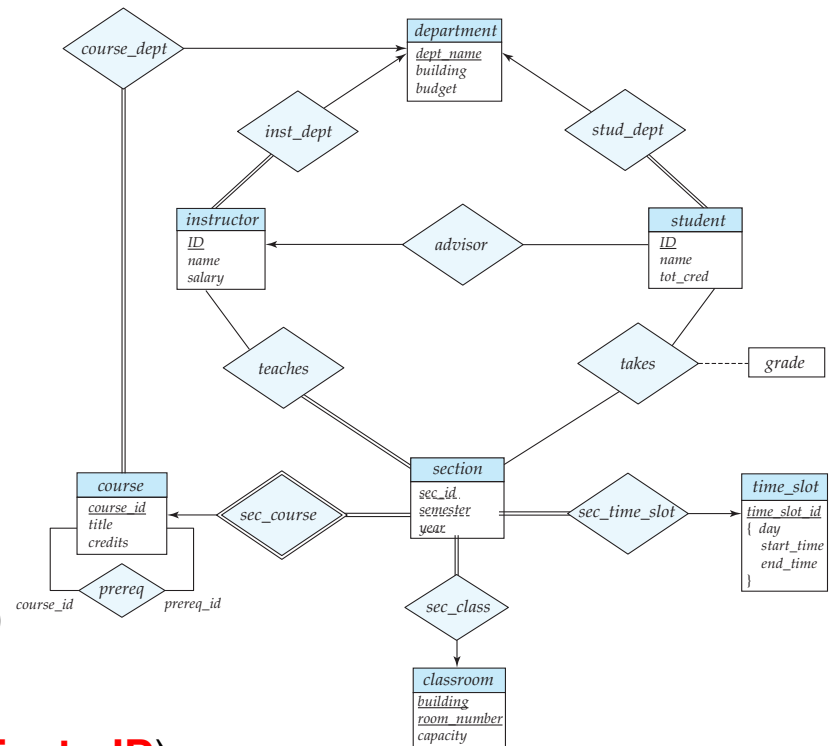 department
dept_name
building
budget
course_dept
inst_dept
stud_dept
instructor
ID
name
salary
advisor
student
ID
name
tot_cred
teaches
takes
grade
course
course_id
title
credits
sec_course
section
sec_id
semester
year
sec_time_slot
time_slot
time_slot_id
{ day
start_time
end_time
}
prereq
course_id
prereq_id
sec_class
)
classroom
building
room_number
capacity
ID)